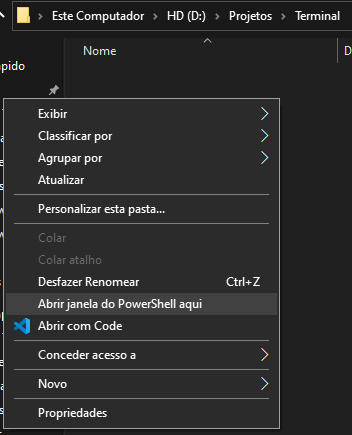 Este Computador > HD (D:) > Projetos > Terminal
Nome
D
pido
Exibir
Classificar por
Agrupar por
Atualizar
Personalizar esta pasta...
Colar
Colar atalho
Desfazer Renomear Ctrl+Z
Abrir janela do PowerShell aqui
Abrir com Code
Conceder acesso a
Novo
Propriedades